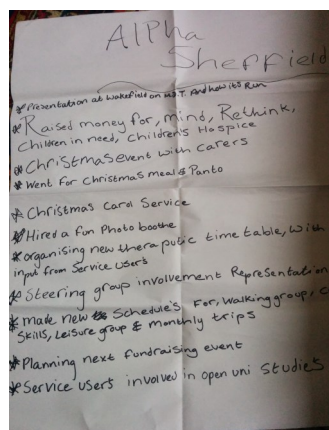 Alpha
Sheffield
* Presentation at Wakefield on M.J.T. And how it's Run
* Raised money for, mind, Rethink,
Children in need, Children's Hospice
* Christmas event with carers
* Went for Christmas meal & Panto
* Christmas Carol Service
* Hired a fun Photo boothe
* organising new theraputic time table, with
input from Service users
* Steering group involvement Representation
* made new Schedule's For, Walking group, C
Skills, Leisure group & monthly trips
* Planning next fundraising event
* Service users involved in open uni Studies